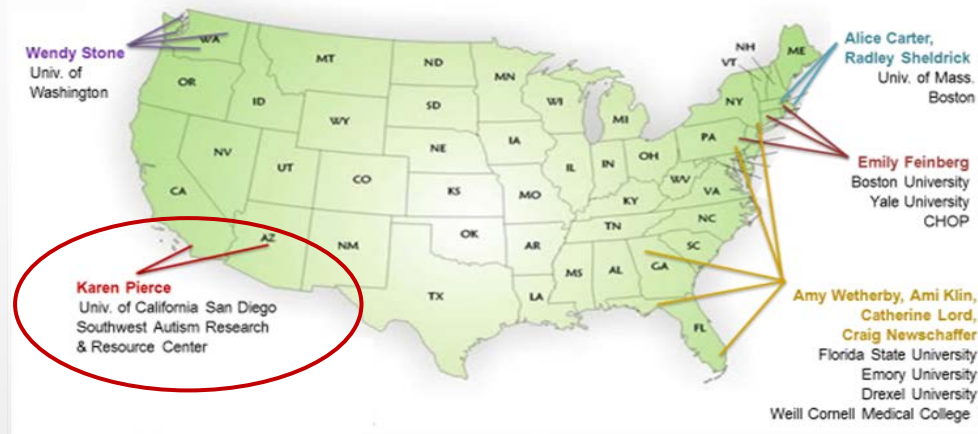 Wendy Stone
Univ. of
Washington
WA
MT
ND
MN
OR
ID
WY
SD
WI
MI
NH
VT
ME
NY
NV
UT
CO
NE
IA
IL
IN
OH
PA
CA
KS
MO
KY
WV
VA
AZ
NM
OK
AR
TN
NC
SC
TX
LA
MS
AL
GA
FL
Alice Carter,
Radley Sheldrick
Univ. of Mass.
Boston
Emily Feinberg
Boston University
Yale University
CHOP
Karen Pierce
Univ. of California San Diego
Southwest Autism Research
& Resource Center
Amy Wetherby, Ami Klin,
Catherine Lord,
Craig Newschaffer
Florida State University
Emory University
Drexel University
Weill Cornell Medical College